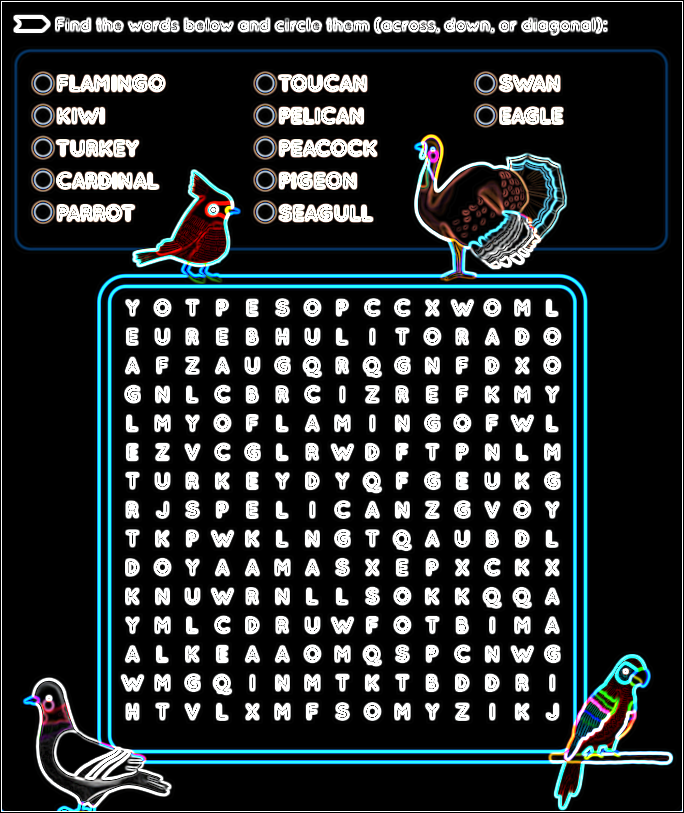 Find the words below and circle them (across, down, or diagonal):
FLAMINGO TOUCAN SWAN
KIWI PELICAN EAGLE
TURKEY PEACOCK
CARDINAL PIGEON
PARROT SEAGULL
Y O T P E S O P C C X W O M L
E U R E B H U L I T O R A D O
A F Z A U G Q R Q G N F D X O
G N L C B R C I Z R E F K M Y
L M Y O F L A M I N G O F W L
E Z V C G L R W D F T P N L M
T U R K E Y D Y Q F G E U K G
R J S P E L I C A N Z G V O Y
T K P W K L N G T Q A U B D L
D O Y A A M A S X E P X C K X
K N U W R N L L S O K K Q Q A
Y M L C D R U W F O T B I M A
A L K E A A O M Q S P C N W G
W M G Q I N M T K T B D D R I
H T V L X M F S O M Y Z I K J